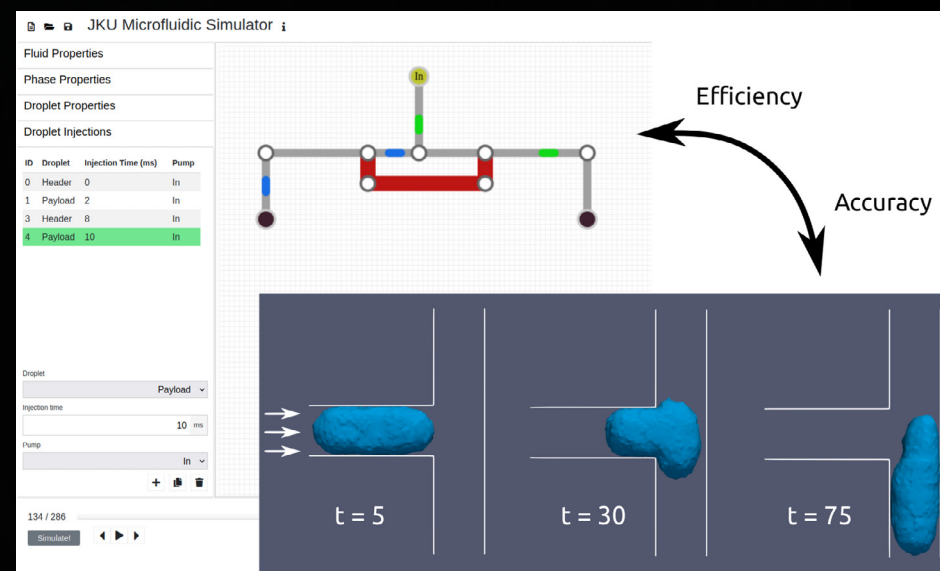 JKU Microfluidic Simulator i
Fluid Properties
Phase Properties
Droplet Properties
Droplet Injections
ID Droplet Injection Time (ms) Pump
0 Header 0 In
1 Payload 2 In
3 Header 8 In
4 Payload 10 In
Droplet
Payload
Injection time
10 ms
Pump
In
134 / 286
Simulate!
In
Efficiency
Accuracy
t = 5
t = 30
t = 75